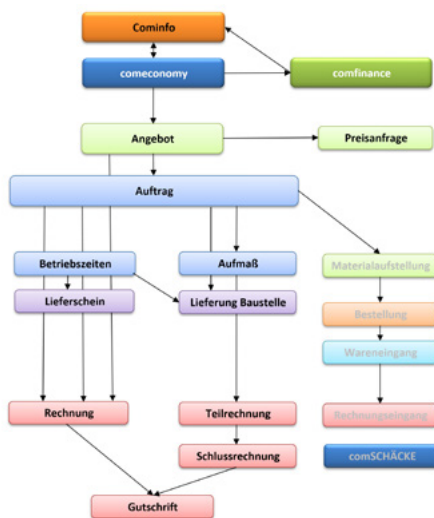 Cominfo
comeconomy
comfinance
Angebot
Preisanfrage
Auftrag
Betriebszeiten
Aufmaß
Materialaufstellung
Lieferschein
Lieferung Baustelle
Bestellung
Wareneingang
Rechnung
Teilrechnung
Rechnungseingang
Schlussrechnung
comSCHÄCKE
Gutschrift